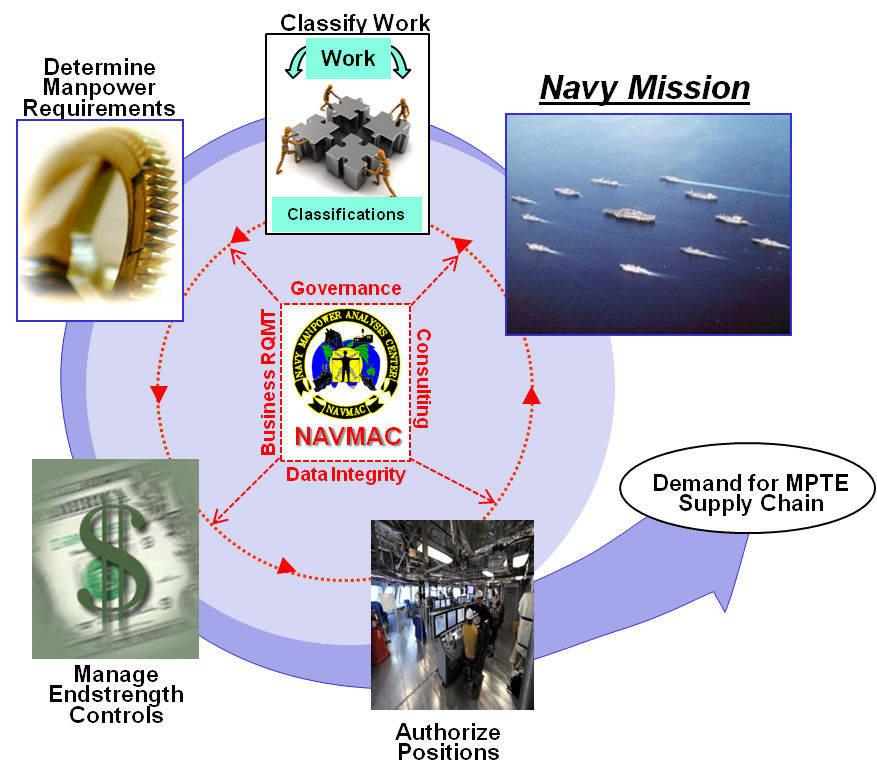 Classify Work
Work
Classifications
Determine
Manpower
Requirements
Navy Mission
Governance
Business RQMT
Consulting
NAVY MANPOWER ANALYSIS CENTER
NAVMAC
NAVMAC
Data Integrity
Demand for MPTE
Supply Chain
$
Manage
Endstrength
Controls
Authorize
Positions